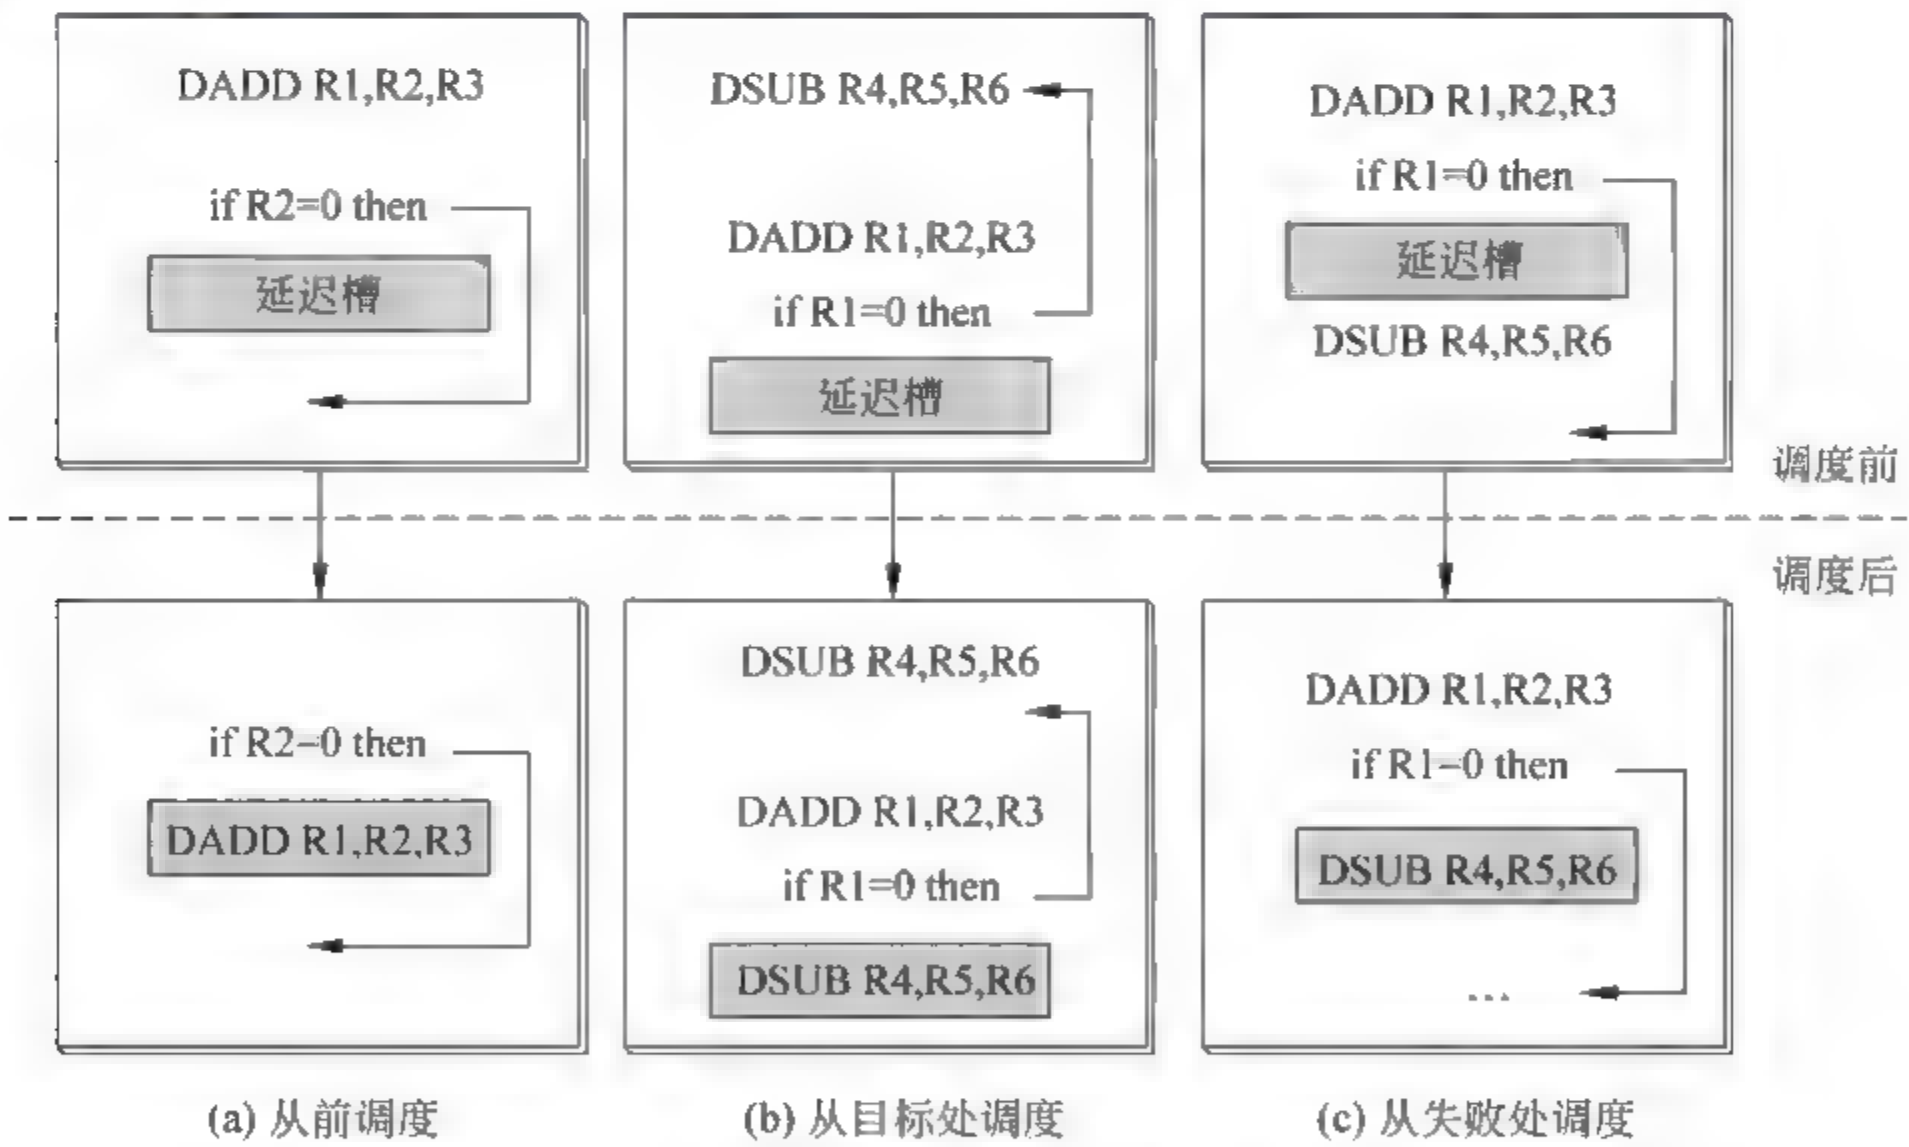 DADD R1,R2,R3
if R2=0 then
延迟槽
DSUB R4,R5,R6
DADD R1,R2,R3
if R1=0 then
延迟槽
DADD R1,R2,R3
if R1=0 then
延迟槽
DSUB R4,R5,R6
调度前
调度后
if R2=0 then
DADD R1,R2,R3
DSUB R4,R5,R6
DADD R1,R2,R3
if R1=0 then
DSUB R4,R5,R6
DADD R1,R2,R3
if R1=0 then
DSUB R4,R5,R6
...
(a) 从前调度
(b) 从目标处调度
(c) 从失败处调度